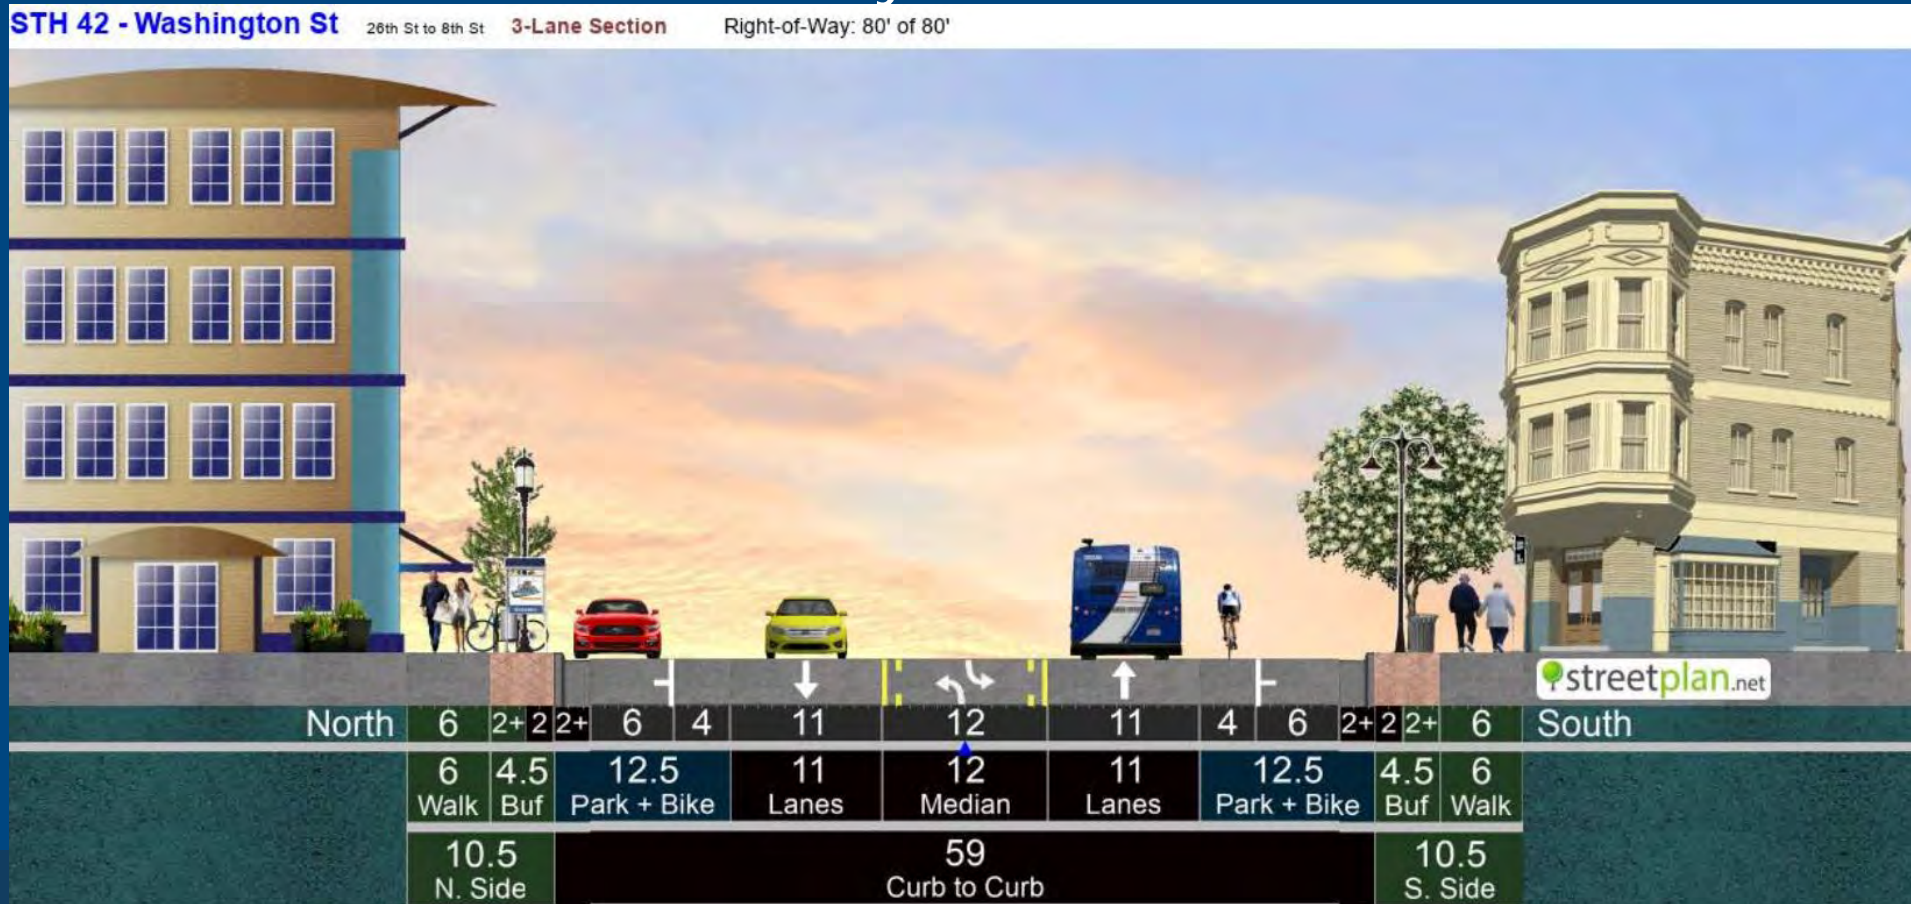 STH 42 - Washington St 26th St to 8th St 3-Lane Section Right-of-Way: 80' of 80'
streetplan.net
North 6 2+ 2 2+ 6 4 11 12 11 4 6 2+ 2 2+ 6 South
6 4.5 12.5 11 12 11 12.5 4.5 6
Walk Buf Park + Bike Lanes Median Lanes Park + Bike Buf Walk
10.5 59 10.5
N. Side Curb to Curb S. Side